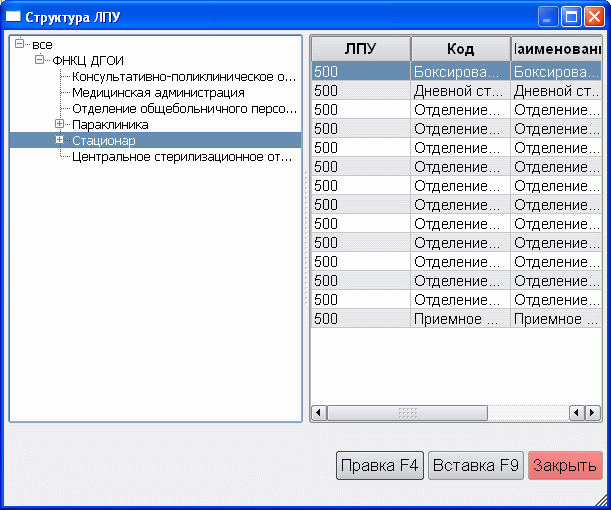 Структура ЛПУ
все
ФНКЦ ДГОИ
Консультативно-поликлиническое о...
Медицинская администрация
Отделение общебольничного персо...
Параклиника
Стационар
Центральное стерилизационное от...
ЛПУ Код Наименовани
500 Боксирова... Боксирова...
500 Дневной ст... Дневной ст...
500 Отделение... Отделение...
500 Отделение... Отделение...
500 Отделение... Отделение...
500 Отделение... Отделение...
500 Отделение... Отделение...
500 Отделение... Отделение...
500 Отделение... Отделение...
500 Отделение... Отделение...
500 Отделение... Отделение...
500 Отделение... Отделение...
500 Отделение... Отделение...
500 Приемное ... Приемное ...
Правка F4 Вставка F9 Закрыть